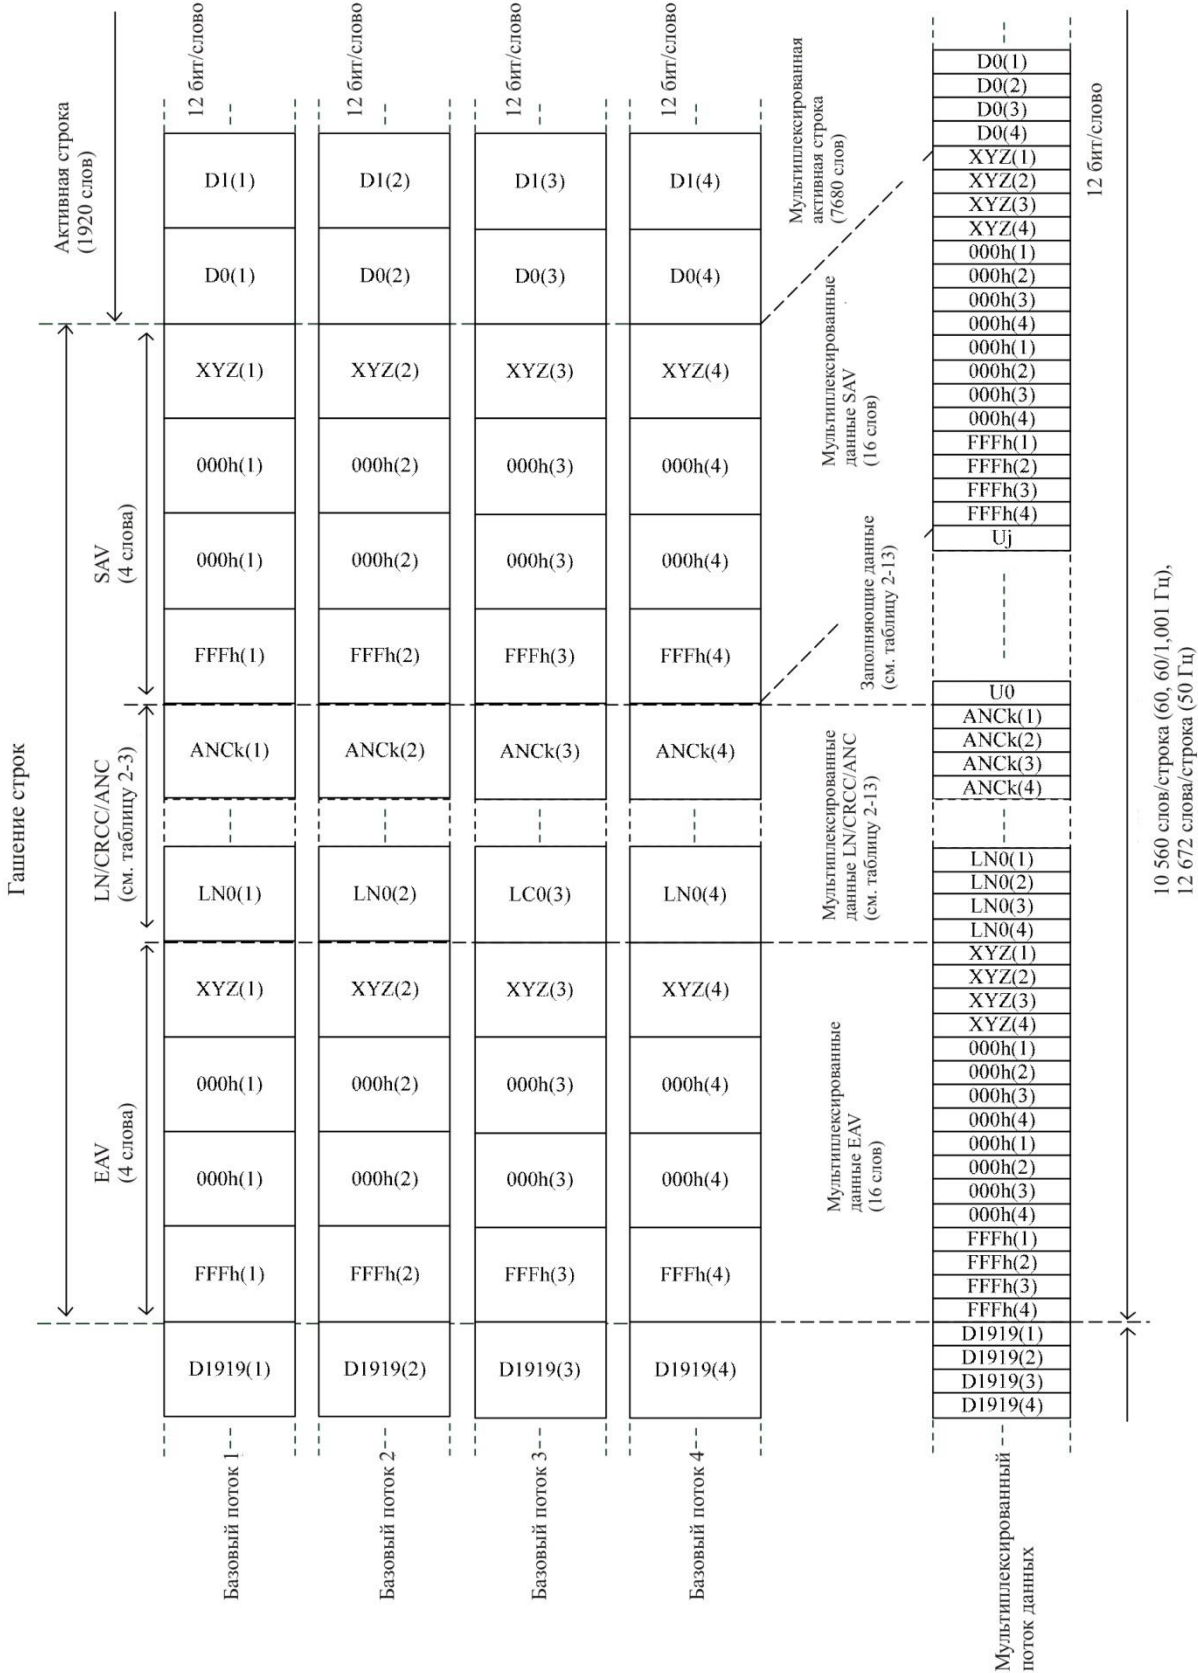 Гашение строк
EAV
(4 слова)
LN/CRCC/ANC
(см. таблицу 2-3)
SAV
(4 слова)
Активная строка
(1920 слов)
Базовый поток 1
D1919(1)
FFFh(1)
000h(1)
000h(1)
XYZ(1)
LN0(1)
ANCk(1)
FFFh(1)
000h(1)
000h(1)
XYZ(1)
D0(1)
D1(1)
12 бит/слово
Базовый поток 2
D1919(2)
FFFh(2)
000h(2)
000h(2)
XYZ(2)
LN0(2)
ANCk(2)
FFFh(2)
000h(2)
000h(2)
XYZ(2)
D0(2)
D1(2)
12 бит/слово
Базовый поток 3
D1919(3)
FFFh(3)
000h(3)
000h(3)
XYZ(3)
LC0(3)
ANCk(3)
FFFh(3)
000h(3)
000h(3)
XYZ(3)
D0(3)
D1(3)
12 бит/слово
Базовый поток 4
D1919(4)
FFFh(4)
000h(4)
000h(4)
XYZ(4)
LN0(4)
ANCk(4)
FFFh(4)
000h(4)
000h(4)
XYZ(4)
D0(4)
D1(4)
12 бит/слово
Мультиплексированные
данные EAV
(16 слов)
Мультиплексированные
данные LN/CRCC/ANC
(см. таблицу 2-13)
Заполняющие данные
(см. таблицу 2-13)
Мультиплексированные
данные SAV
(16 слов)
Мультиплексированная
активная строка
(7680 слов)
Мультиплексированный
поток данных
D1919(4)
D1919(3)
D1919(2)
D1919(1)
FFFh(4)
FFFh(3)
FFFh(2)
FFFh(1)
000h(4)
000h(3)
000h(2)
000h(1)
000h(4)
000h(3)
000h(2)
000h(1)
XYZ(4)
XYZ(3)
XYZ(2)
XYZ(1)
LN0(4)
LN0(3)
LN0(2)
LN0(1)
ANCk(4)
ANCk(3)
ANCk(2)
ANCk(1)
U0
Uj
FFFh(4)
FFFh(3)
FFFh(2)
FFFh(1)
000h(4)
000h(3)
000h(2)
000h(1)
000h(4)
000h(3)
000h(2)
000h(1)
XYZ(4)
XYZ(3)
XYZ(2)
XYZ(1)
D0(4)
D0(3)
D0(2)
D0(1)
12 бит/слово
10 560 слов/строка (60, 60/1,001 Гц),
12 672 слова/строка (50 Гц)